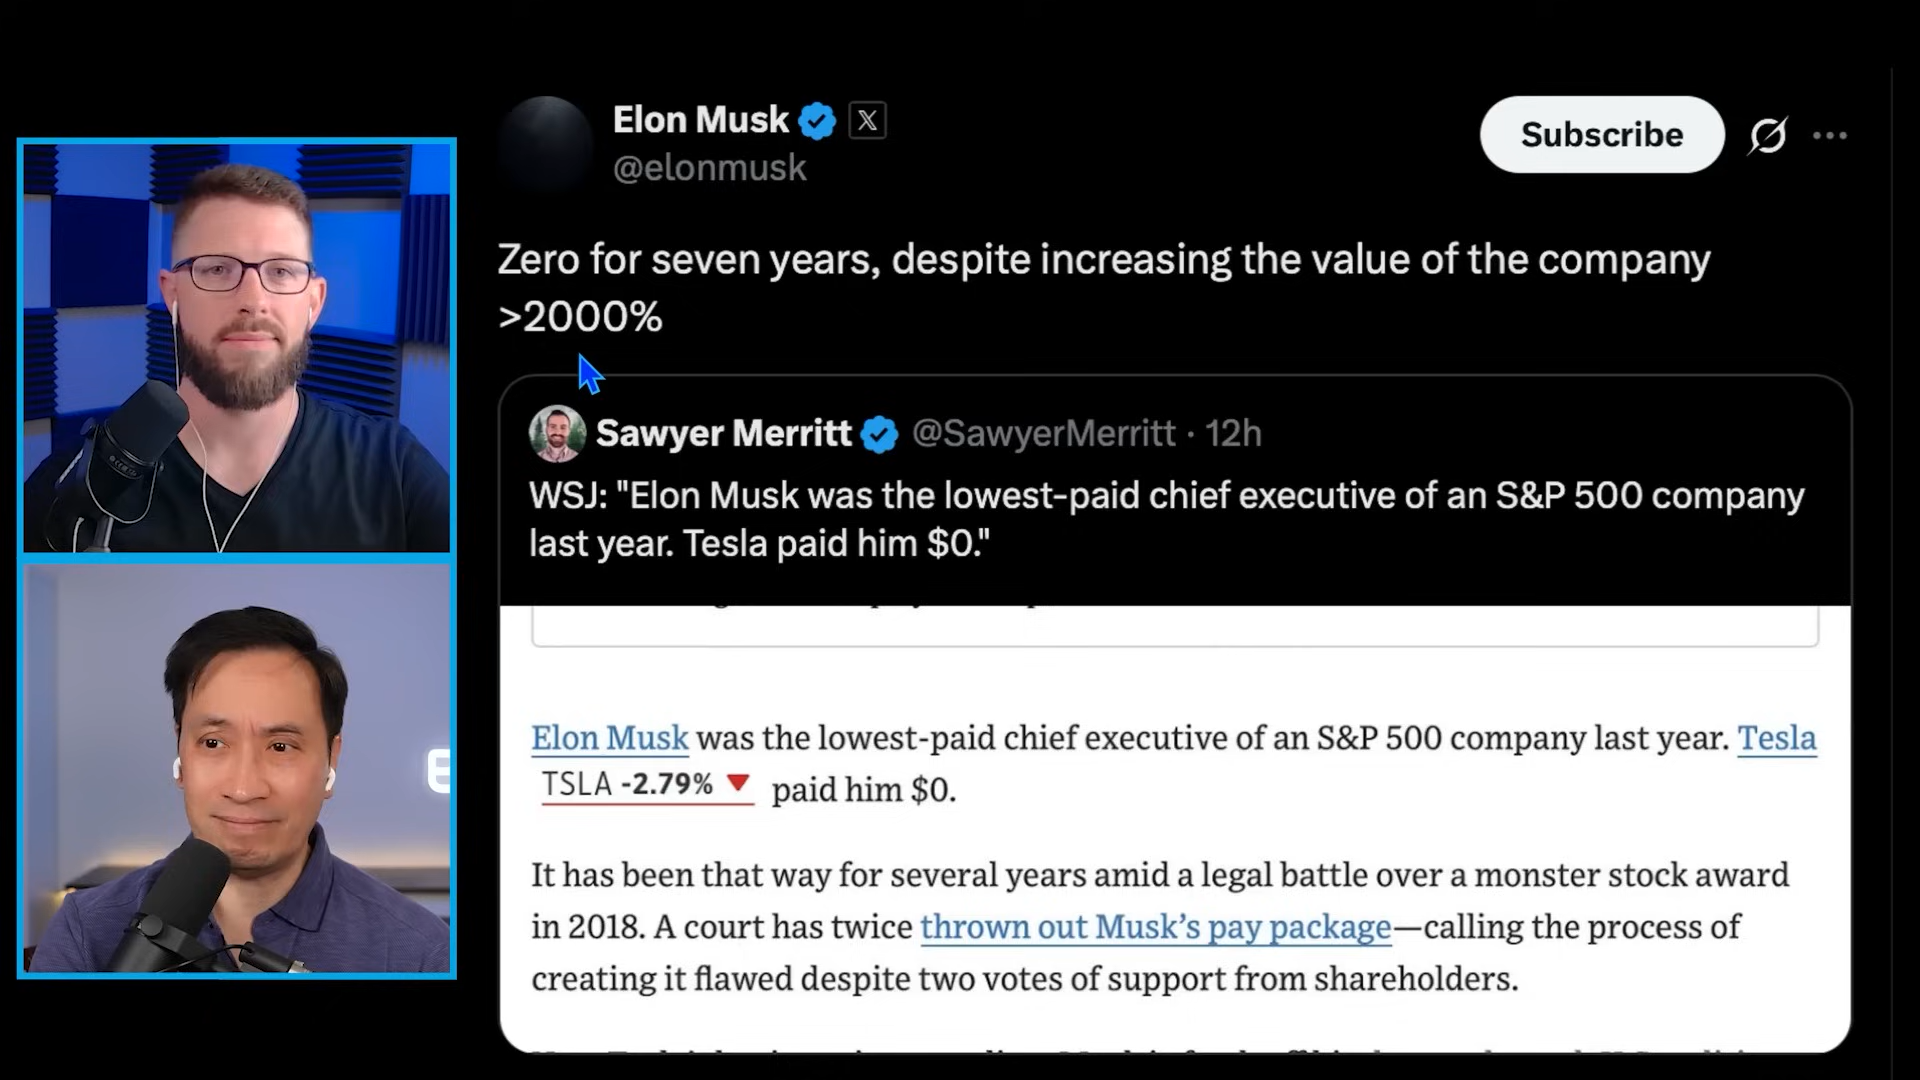 Elon Musk
@elonmusk
Subscribe
Zero for seven years, despite increasing the value of the company
>2000%
Sawyer Merritt @SawyerMerritt · 12h
WSJ: "Elon Musk was the lowest-paid chief executive of an S&P 500 company
last year. Tesla paid him $0."
Elon Musk was the lowest-paid chief executive of an S&P 500 company last year. Tesla
TSLA -2.79% paid him $0.
It has been that way for several years amid a legal battle over a monster stock award
in 2018. A court has twice thrown out Musk's pay package—calling the process of
creating it flawed despite two votes of support from shareholders.